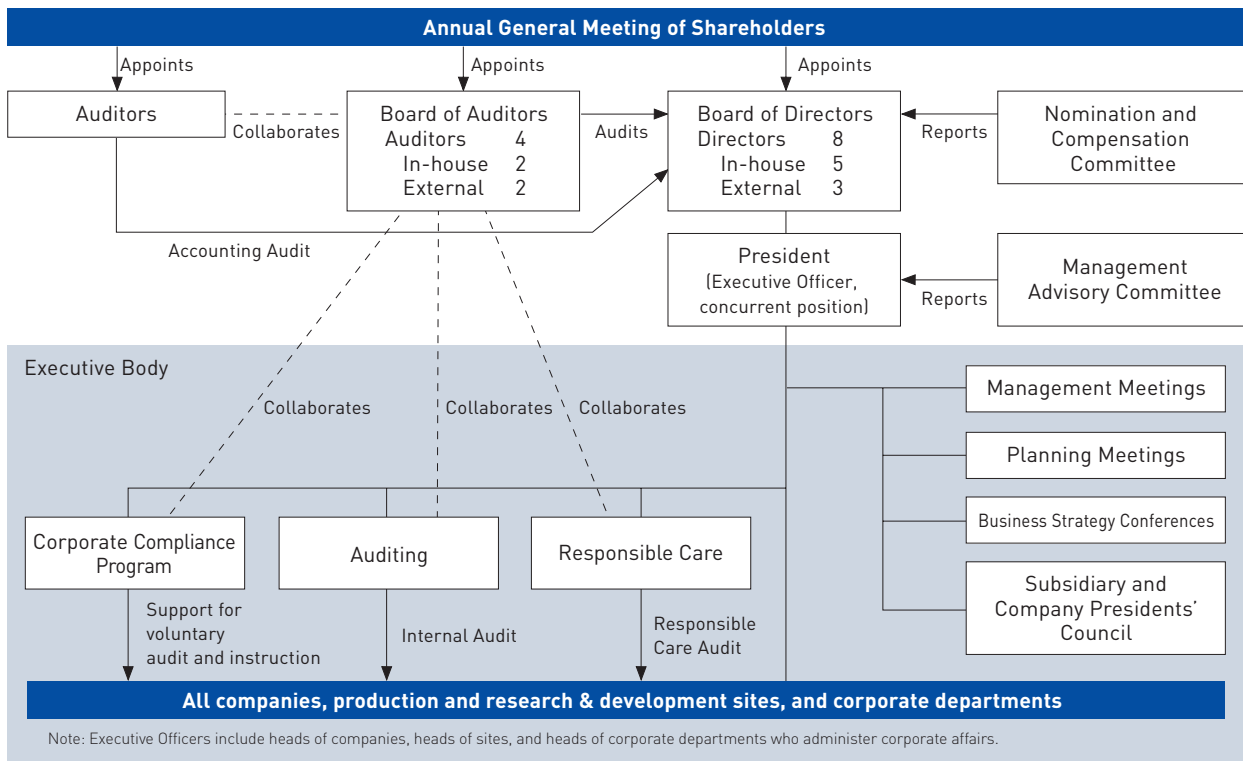 Annual General Meeting of Shareholders
Appoints
Appoints
Appoints
Auditors
Collaborates
Board of Auditors
Auditors 4
In-house 2
External 2
Audits
Board of Directors
Directors 8
In-house 5
External 3
Reports
Nomination and
Compensation
Committee
Accounting Audit
President
(Executive Officer,
concurrent position)
Reports
Management
Advisory Committee
Executive Body
Collaborates
Collaborates
Collaborates
Management Meetings
Planning Meetings
Business Strategy Conferences
Subsidiary and
Company Presidents’
Council
Corporate Compliance
Program
Auditing
Responsible Care
Support for
voluntary
audit and instruction
Internal Audit
Responsible
Care Audit
All companies, production and research & development sites, and corporate departments
Note: Executive Officers include heads of companies, heads of sites, and heads of corporate departments who administer corporate affairs.